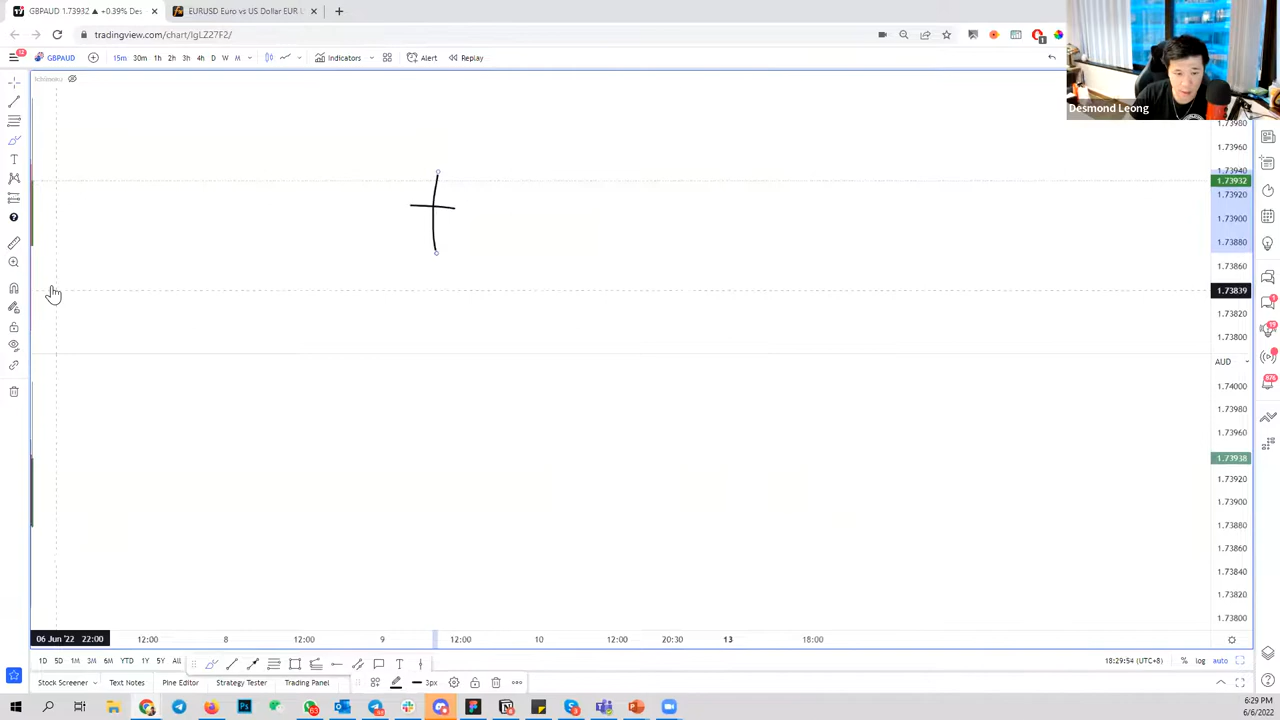 GBPAUD 1.73932 ▲ +0.39% Des
EURUSD Euro vs US Dollar EUR
tradingview.com/chart/IgLZ27F2/
GBPAUD
15m 30m 1h 2h 3h 4h D W M
Indicators
Alert
Replay
Ichimoku
Desmond Leong
1.73980
1.73960
1.73940
1.73932
1.73920
1.73900
1.73880
1.73860
1.73839
1.73820
1.73800
AUD
1.74000
1.73980
1.73960
1.73938
1.73920
1.73900
1.73880
1.73860
1.73840
1.73820
1.73800
06 Jun '22 22:00 12:00 8 12:00 9 12:00 10 12:00 20:30 13 18:00
1D 5D 1M 3M 6M YTD 1Y 5Y All
18:29:54 (UTC+8) % log auto
Stock Screener Text Notes Pine Editor Strategy Tester Trading Panel
3px
6:29 PM
6/6/2022